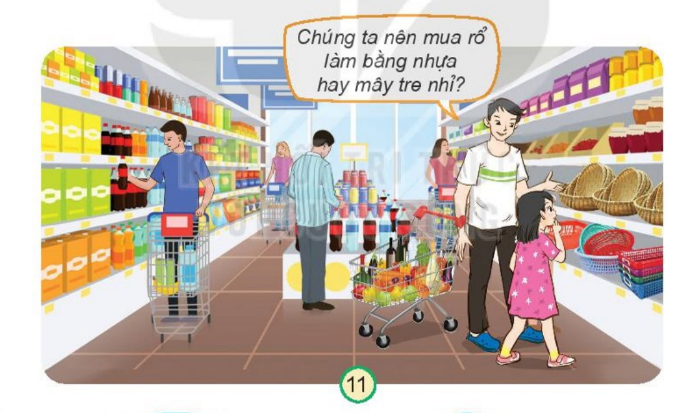 Chúng ta nên mua rổ
làm bằng nhựa
hay mây tre nhỉ?
11